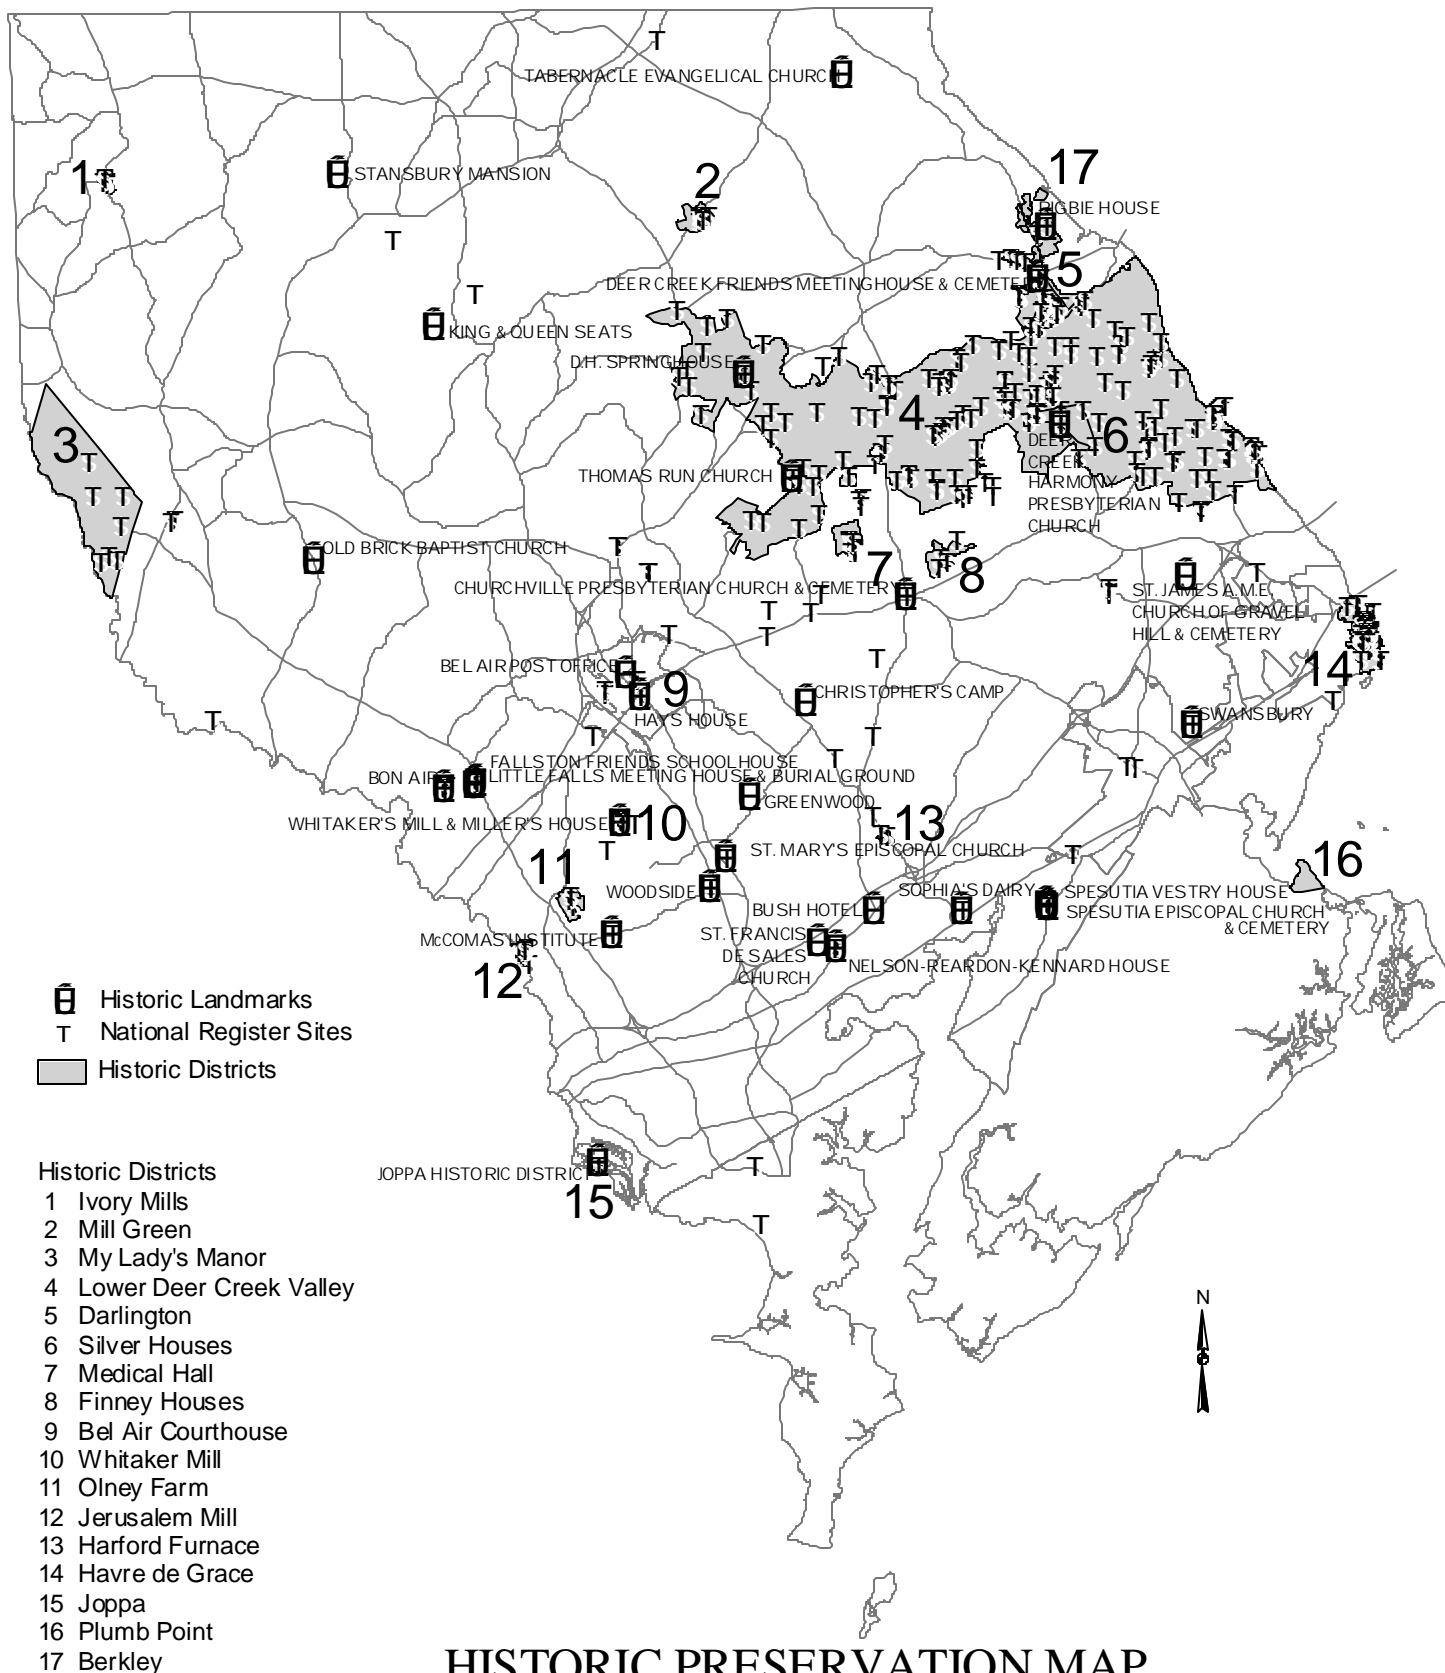 TABERNACLE EVANGELICAL CHURCH
17
1
STANSBURY MANSION
2
RIGBIE HOUSE
DEER CREEK FRIENDS MEETINGHOUSE & CEMETE
5
KING & QUEEN SEATS
D.H. SPRINGHOUSE
4
3
6
DEER
CREEK
HARMONY
PRESBYTERIAN
CHURCH
THOMAS RUN CHURCH
OLD BRICK BAPTIST CHURCH
7
8
CHURCHVILLE PRESBYTERIAN CHURCH & CEMETERY
ST. JAMES A.M.E.
CHURCH OF GRAVEL
HILL & CEMETERY
BEL AIR POST OFFICE
14
9
CHRISTOPHER'S CAMP
HAYS HOUSE
SWANSBURY
FALLSTON FRIENDS SCHOOLHOUSE
BON AIR
LITTLE FALLS MEETING HOUSE & BURIAL GROUND
GREENWOOD
WHITAKER'S MILL & MILLER'S HOUSE
10
13
ST. MARY'S EPISCOPAL CHURCH
16
11
WOODSIDE
SOPHIA'S DAIRY
SPESUTIA VESTRY HOUSE
BUSH HOTEL
SPESUTIA EPISCOPAL CHURCH
& CEMETERY
McCOMAS INSTITUTE
ST. FRANCIS
DE SALES
CHURCH
NELSON-REARDON-KENNARD HOUSE
12
Historic Landmarks
T National Register Sites
Historic Districts
JOPPA HISTORIC DISTRICT
15
N
Historic Districts
1 Ivory Mills
2 Mill Green
3 My Lady's Manor
4 Lower Deer Creek Valley
5 Darlington
6 Silver Houses
7 Medical Hall
8 Finney Houses
9 Bel Air Courthouse
10 Whitaker Mill
11 Olney Farm
12 Jerusalem Mill
13 Harford Furnace
14 Havre de Grace
15 Joppa
16 Plumb Point
17 Berkley
HISTORIC PRESERVATION MAP